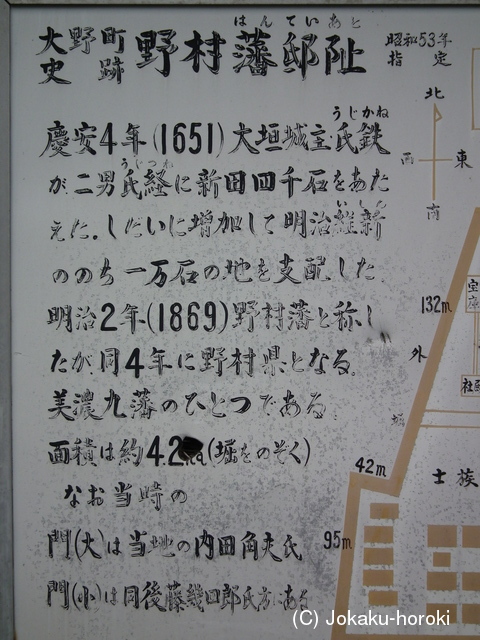 大野町
史跡
野村藩邸阯
はんていあと
昭和53年
指定
慶安4年(1651)大垣城主氏鉄
うじかね
が二男氏経に新田四千石をあた
うじつね
えた。しだいに増加して明治維新
いしん
ののち一万石の地を支配した。
明治2年(1869)野村藩と称し
たが同4年に野村県となる。
美濃九藩のひとつである。
面積は約4.2ha(堀をのぞく)
なお当時の
門(大)は当地の内田角夫氏
門(小)は同後藤幾四郎氏方にある
北
西
東
南
132m
外
堀
42m
95m
士族
社
(C) Jokaku-horoki